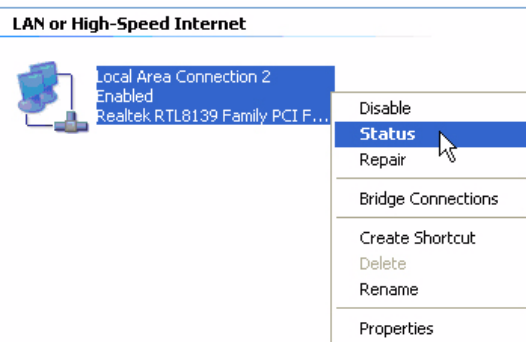 LAN or High-Speed Internet
Local Area Connection 2
Enabled
Realtek RTL8139 Family PCI F...
Disable
Status
Repair
Bridge Connections
Create Shortcut
Delete
Rename
Properties